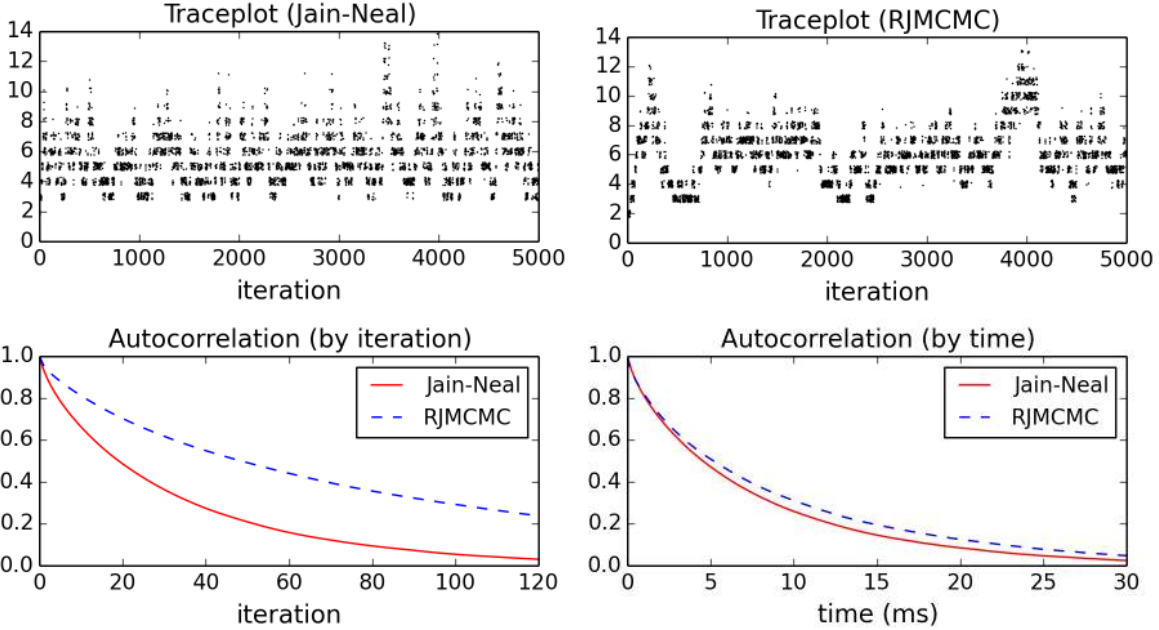 Traceplot (Jain-Neal)
14
12
10
8
6
4
2
0
0 1000 2000 3000 4000 5000
iteration
Traceplot (RJMCMC)
14
12
10
8
6
4
2
0
0 1000 2000 3000 4000 5000
iteration
Autocorrelation (by iteration)
1.0
0.8
0.6
0.4
0.2
0.0
Jain-Neal
RJMCMC
0 20 40 60 80 100 120
iteration
Autocorrelation (by time)
1.0
0.8
0.6
0.4
0.2
0.0
Jain-Neal
RJMCMC
0 5 10 15 20 25 30
time (ms)